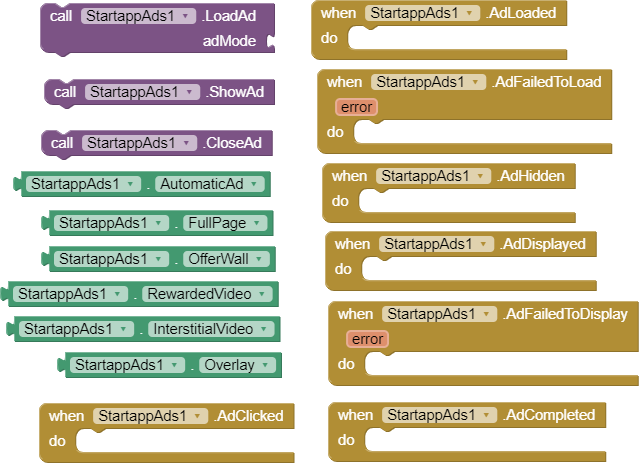 call StartappAds1 .LoadAd
adMode
call StartappAds1 .ShowAd
call StartappAds1 .CloseAd
StartappAds1 . AutomaticAd
StartappAds1 . FullPage
StartappAds1 . OfferWall
StartappAds1 . RewardedVideo
StartappAds1 . InterstitialVideo
StartappAds1 . Overlay
when StartappAds1 .AdClicked
do
when StartappAds1 .AdLoaded
do
when StartappAds1 .AdFailedToLoad
error
do
when StartappAds1 .AdHidden
do
when StartappAds1 .AdDisplayed
do
when StartappAds1 .AdFailedToDisplay
error
do
when StartappAds1 .AdCompleted
do